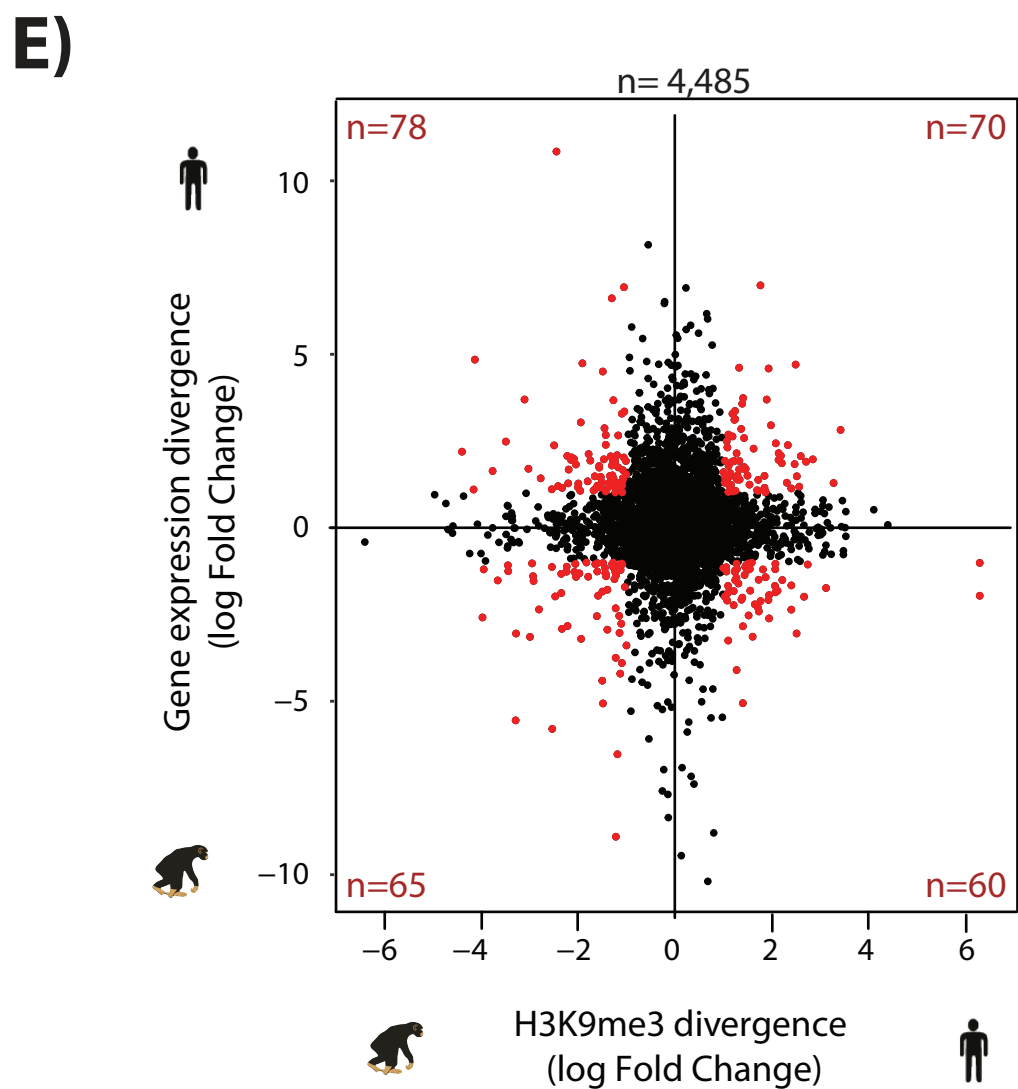 E)
n= 4,485
n=78
n=70
10
5
0
−5
−10
Gene expression divergence
(log Fold Change)
n=65
n=60
−6
−4
−2
0
2
4
6
H3K9me3 divergence
(log Fold Change)